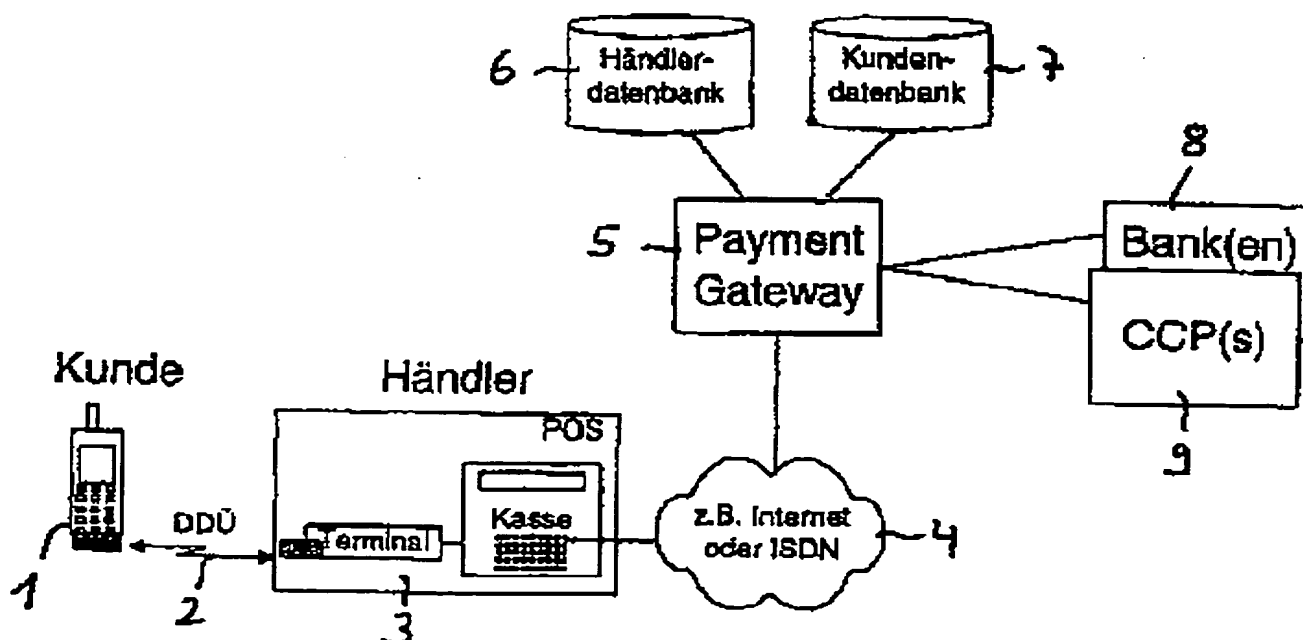 6
Händler-
datenbank
Kunden-
datenbank
7
8
5
Payment
Gateway
Bank(en)
CCP(s)
9
Kunde
Händler
POS
1
DDÜ
2
Terminal
3
Kasse
z.B. Internet
oder ISDN
4